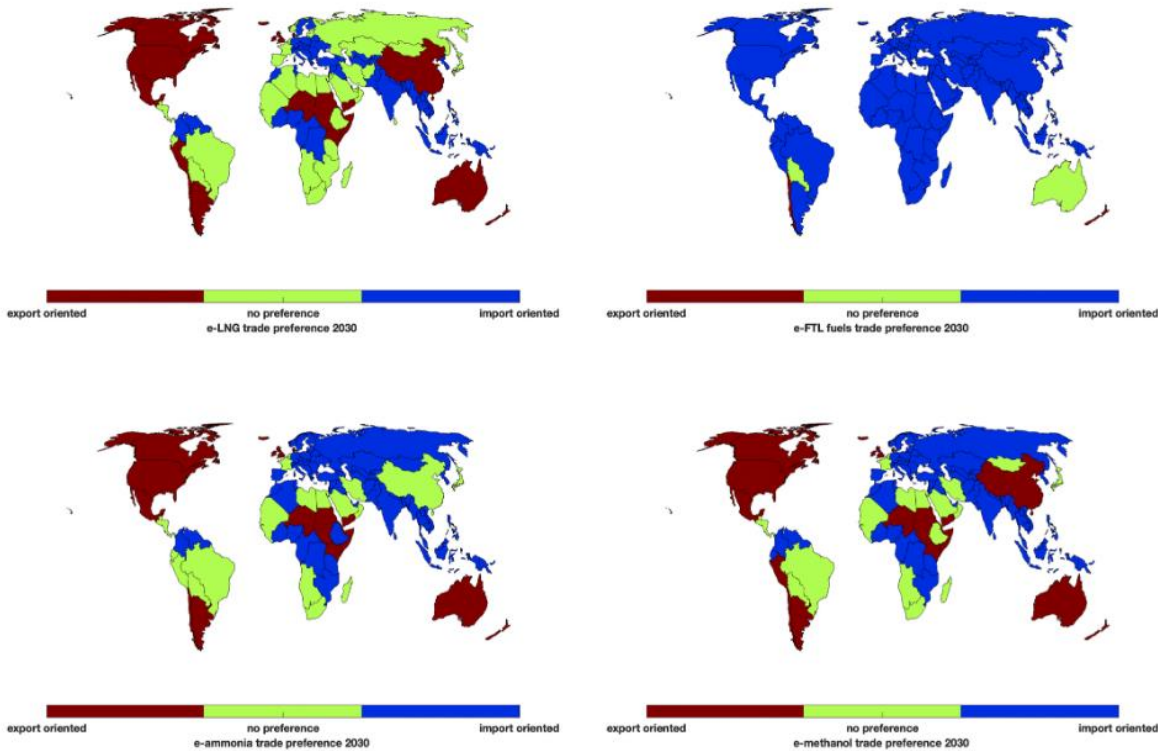 export oriented no preference import oriented
e-LNG trade preference 2030
export oriented no preference import oriented
e-FTL fuels trade preference 2030
export oriented no preference import oriented
e-ammonia trade preference 2030
export oriented no preference import oriented
e-methanol trade preference 2030